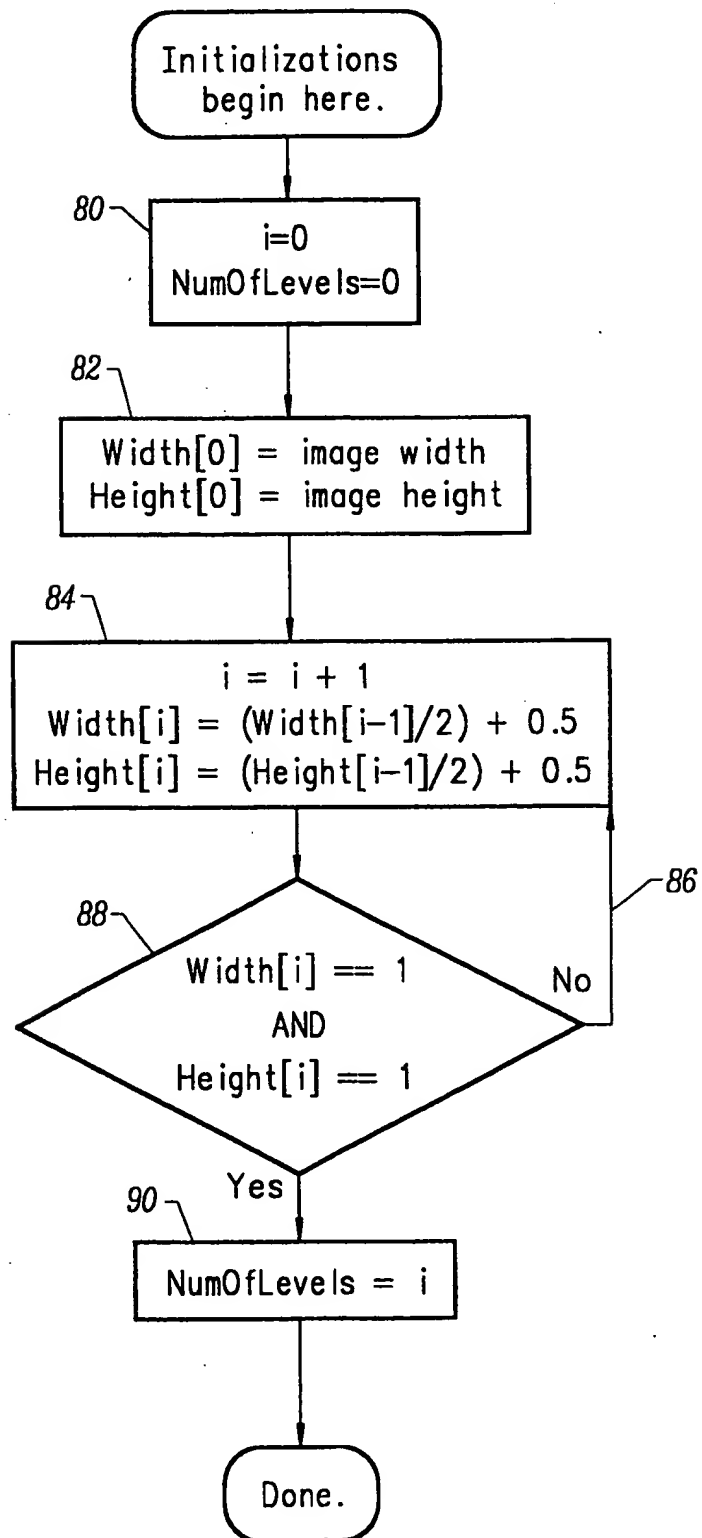 Initializations
begin here.
80
i=0
NumOfLevels=0
82
Width[0] = image width
Height[0] = image height
84
i = i + 1
Width[i] = (Width[i-1]/2) + 0.5
Height[i] = (Height[i-1]/2) + 0.5
86
88
Width[i] == 1
No
AND
Height[i] == 1
Yes
90
NumOfLevels = i
Done.